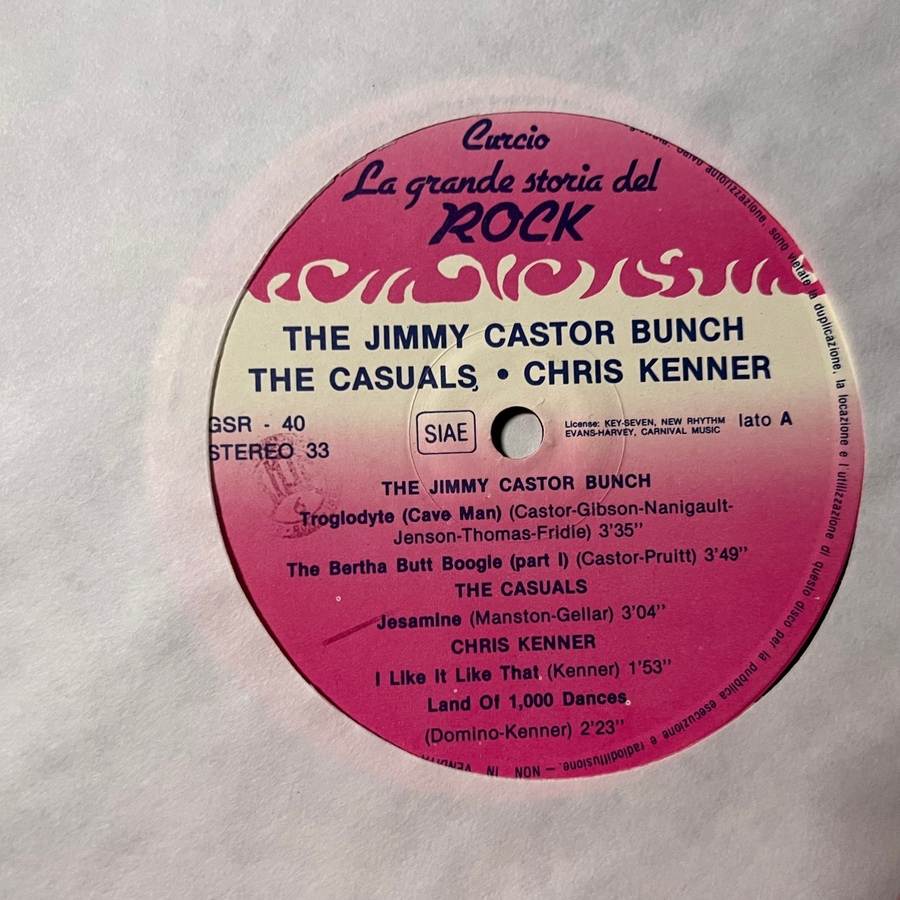 Curcio
La grande storia del
ROCK
THE JIMMY CASTOR BUNCH
THE CASUALS • CHRIS KENNER
GSR - 40
STEREO 33
SIAE
License: KEY-SEVEN, NEW RHYTHM
EVANS-HARVEY, CARNIVAL MUSIC
lato A
THE JIMMY CASTOR BUNCH
Troglodyte (Cave Man) (Castor-Gibson-Nanigault-
Jenson-Thomas-Fridle) 3'35"
The Bertha Butt Boogie (part I) (Castor-Pruitt) 3'49"
THE CASUALS
Jesamine (Manston-Gellar) 3'04"
CHRIS KENNER
I Like It Like That (Kenner) 1'53"
Land Of 1,000 Dances
(Domino-Kenner) 2'23"
salvo autorizzazione, sono vietate la duplicazione, la locazione e l'utilizzazione di questo disco per la pubblica esecuzione e radiodiffusione. — NON IN VENDITA